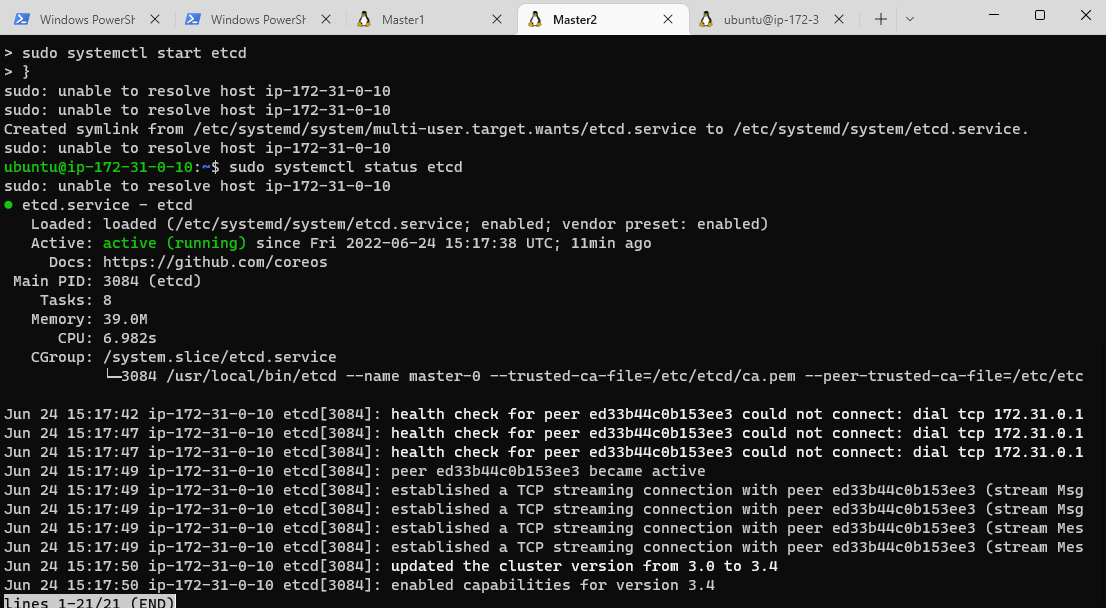 Windows PowerSh
Windows PowerSh
Master1
Master2
ubuntu@ip-172-3
> sudo systemctl start etcd
> }
sudo: unable to resolve host ip-172-31-0-10
sudo: unable to resolve host ip-172-31-0-10
Created symlink from /etc/systemd/system/multi-user.target.wants/etcd.service to /etc/systemd/system/etcd.service.
sudo: unable to resolve host ip-172-31-0-10
ubuntu@ip-172-31-0-10:~$ sudo systemctl status etcd
sudo: unable to resolve host ip-172-31-0-10
● etcd.service - etcd
   Loaded: loaded (/etc/systemd/system/etcd.service; enabled; vendor preset: enabled)
   Active: active (running) since Fri 2022-06-24 15:17:38 UTC; 11min ago
     Docs: https://github.com/coreos
 Main PID: 3084 (etcd)
    Tasks: 8
   Memory: 39.0M
      CPU: 6.982s
   CGroup: /system.slice/etcd.service
           └─3084 /usr/local/bin/etcd --name master-0 --trusted-ca-file=/etc/etcd/ca.pem --peer-trusted-ca-file=/etc/etc
Jun 24 15:17:42 ip-172-31-0-10 etcd[3084]: health check for peer ed33b44c0b153ee3 could not connect: dial tcp 172.31.0.1
Jun 24 15:17:47 ip-172-31-0-10 etcd[3084]: health check for peer ed33b44c0b153ee3 could not connect: dial tcp 172.31.0.1
Jun 24 15:17:47 ip-172-31-0-10 etcd[3084]: health check for peer ed33b44c0b153ee3 could not connect: dial tcp 172.31.0.1
Jun 24 15:17:49 ip-172-31-0-10 etcd[3084]: peer ed33b44c0b153ee3 became active
Jun 24 15:17:49 ip-172-31-0-10 etcd[3084]: established a TCP streaming connection with peer ed33b44c0b153ee3 (stream Msg
Jun 24 15:17:49 ip-172-31-0-10 etcd[3084]: established a TCP streaming connection with peer ed33b44c0b153ee3 (stream Msg
Jun 24 15:17:49 ip-172-31-0-10 etcd[3084]: established a TCP streaming connection with peer ed33b44c0b153ee3 (stream Mes
Jun 24 15:17:49 ip-172-31-0-10 etcd[3084]: established a TCP streaming connection with peer ed33b44c0b153ee3 (stream Mes
Jun 24 15:17:50 ip-172-31-0-10 etcd[3084]: updated the cluster version from 3.0 to 3.4
Jun 24 15:17:50 ip-172-31-0-10 etcd[3084]: enabled capabilities for version 3.4
lines 1-21/21 (END)